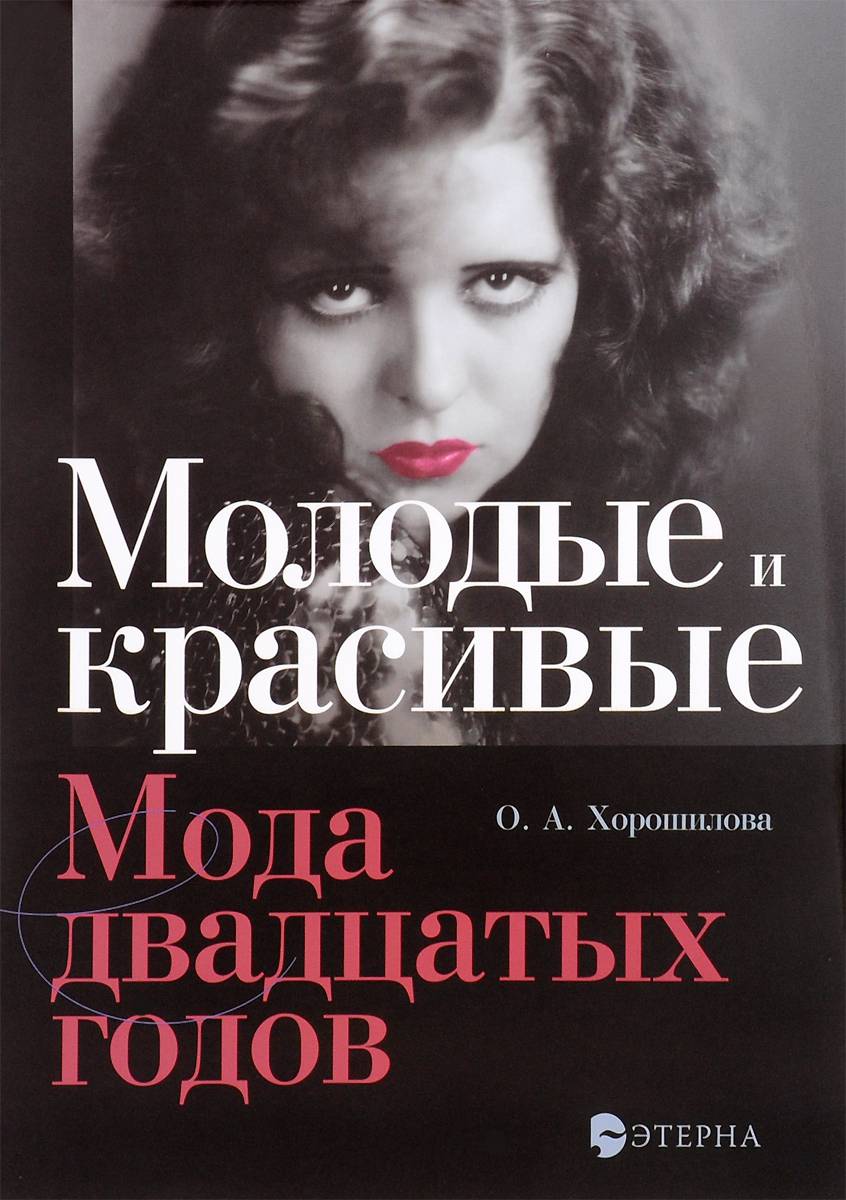 Молодые и
красивые
Мода
двадцатых
годов
О. А. Хорошилова
ЭТЕРНА